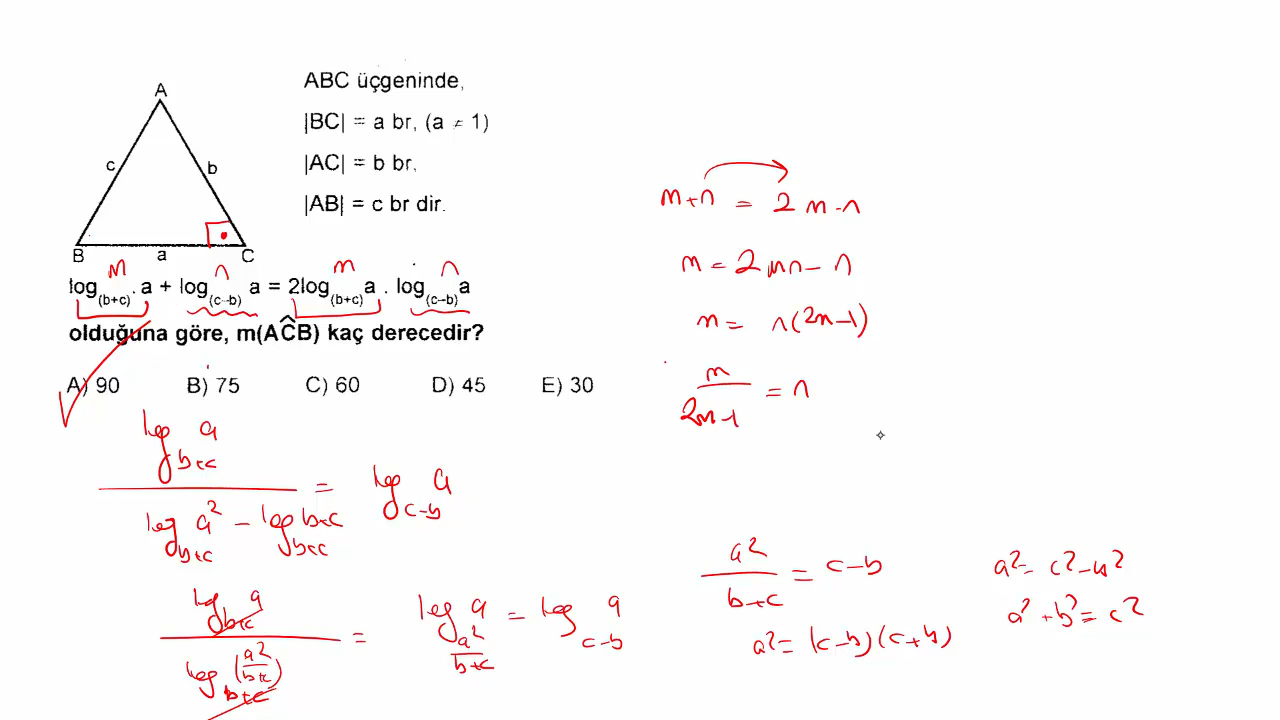 A
c
b
B
a
C
ABC üçgeninde,
|BC| = a br, (a ≠ 1)
|AC| = b br,
|AB| = c br dir.
m n m n
log(b+c) . a + log(c–b) a = 2log(b+c) a . log(c–b) a
olduğuna göre, m(ACB) kaç derecedir?
A) 90 B) 75 C) 60 D) 45 E) 30
m+n = 2 m·n
m = 2mn – n
m = n(2m–1)
m / 2m–1 = n
log b+c a / log b+c a² – log b+c b+c = log c–b a
log b+c a / log b+c (a²/b+c) = log a²/b+c a = log c–b a
a² / b+c = c–b
a² = (c–b)(c+b)
a² = c²–b²
a² + b² = c²